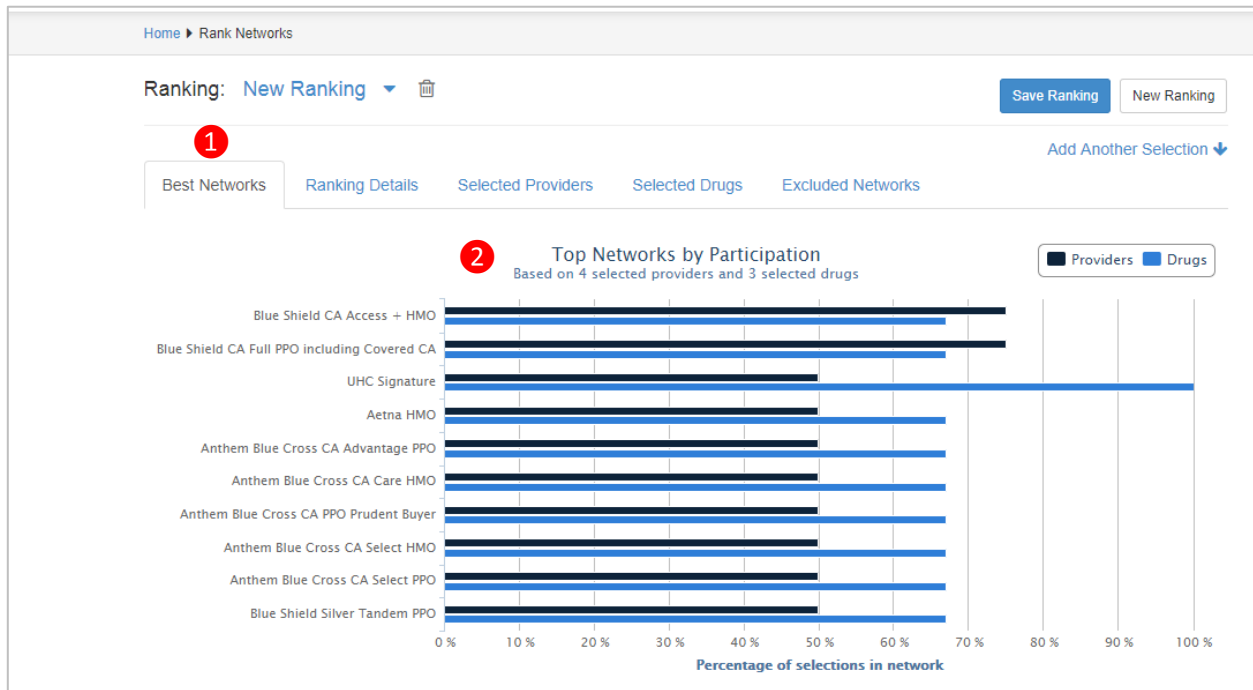 Home Rank Networks
Ranking: New Ranking
Save Ranking New Ranking
1
Add Another Selection
Best Networks Ranking Details Selected Providers Selected Drugs Excluded Networks
2
Top Networks by Participation
Based on 4 selected providers and 3 selected drugs
Providers Drugs
Blue Shield CA Access + HMO
Blue Shield CA Full PPO including Covered CA
UHC Signature
Aetna HMO
Anthem Blue Cross CA Advantage PPO
Anthem Blue Cross CA Care HMO
Anthem Blue Cross CA PPO Prudent Buyer
Anthem Blue Cross CA Select HMO
Anthem Blue Cross CA Select PPO
Blue Shield Silver Tandem PPO
0 % 10 % 20 % 30 % 40 % 50 % 60 % 70 % 80 % 90 % 100 %
Percentage of selections in network